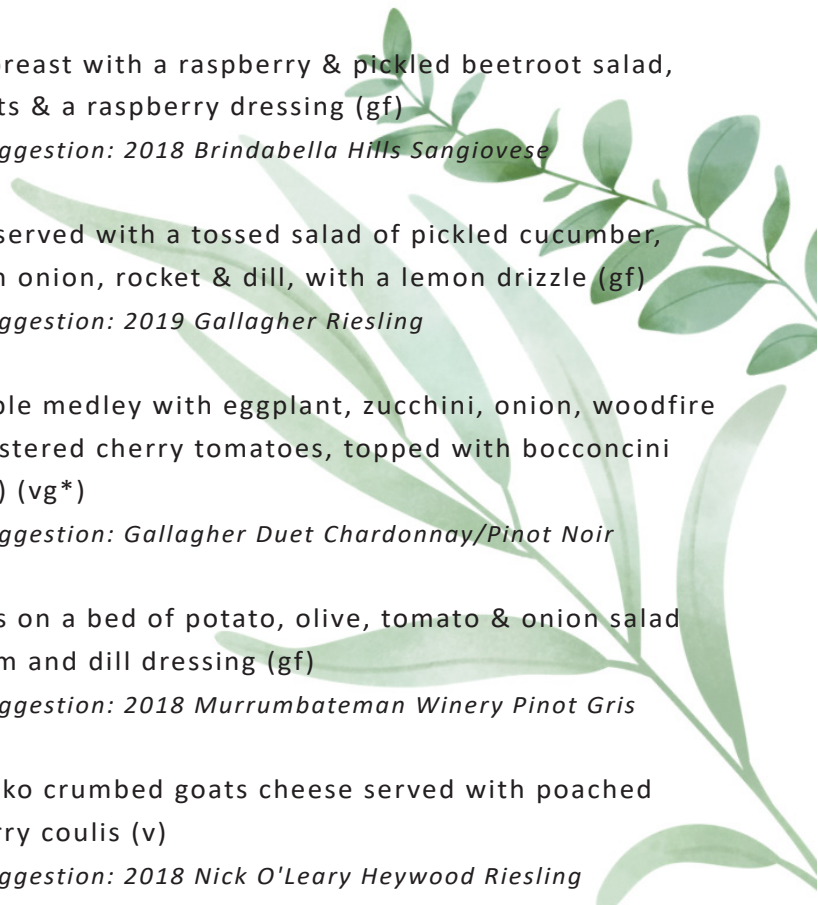 breast with a raspberry & pickled beetroot salad,
ts & a raspberry dressing (gf)
ggestion: 2018 Brindabella Hills Sangiovese
served with a tossed salad of pickled cucumber,
n onion, rocket & dill, with a lemon drizzle (gf)
ggestion: 2019 Gallagher Riesling
ble medley with eggplant, zucchini, onion, woodfire
stered cherry tomatoes, topped with bocconcini
) (vg*)
ggestion: Gallagher Duet Chardonnay/Pinot Noir
s on a bed of potato, olive, tomato & onion salad
m and dill dressing (gf)
ggestion: 2018 Murrumbateman Winery Pinot Gris
ko crumbed goats cheese served with poached
rry coulis (v)
ggestion: 2018 Nick O'Leary Heywood Riesling